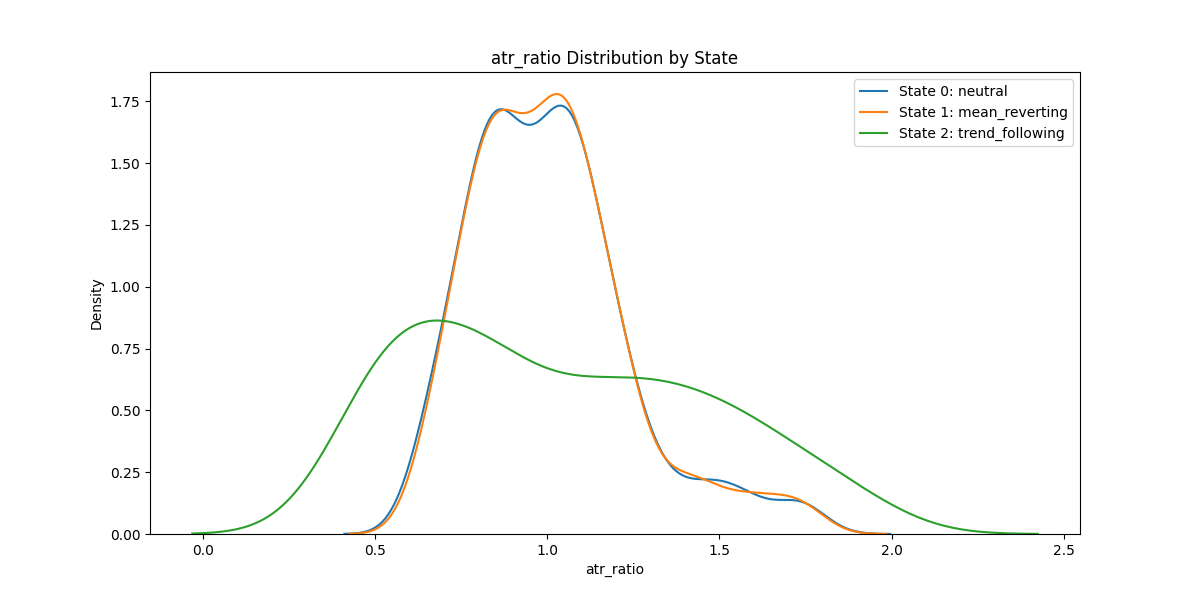 atr_ratio Distribution by State
State 0: neutral
State 1: mean_reverting
State 2: trend_following
Density
1.75
1.50
1.25
1.00
0.75
0.50
0.25
0.00
0.0 0.5 1.0 1.5 2.0 2.5
atr_ratio